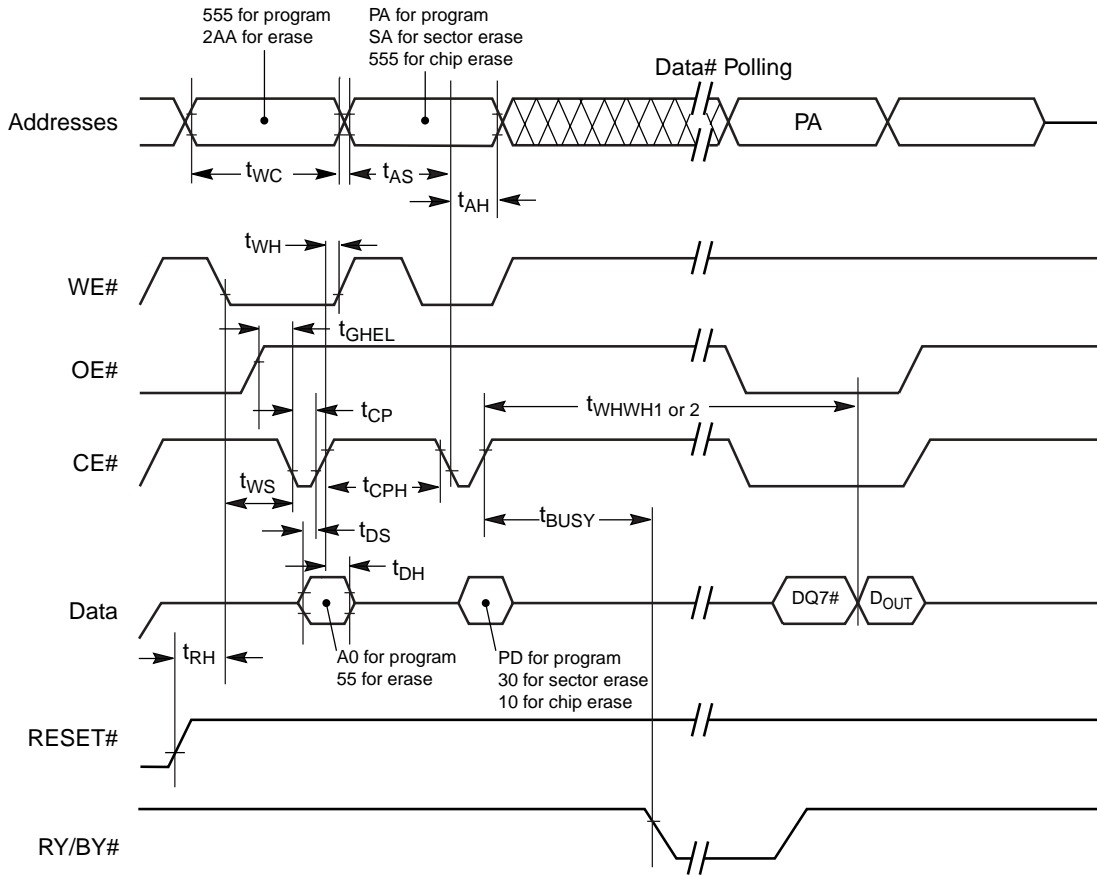 555 for program
2AA for erase
PA for program
SA for sector erase
555 for chip erase
Data# Polling
Addresses
PA
tWC
tAS
tAH
tWH
WE#
tGHEL
OE#
tWHWH1 or 2
tCP
CE#
tWS
tCPH
tBUSY
tDS
tDH
Data
DQ7#
DOUT
tRH
A0 for program
55 for erase
PD for program
30 for sector erase
10 for chip erase
RESET#
RY/BY#